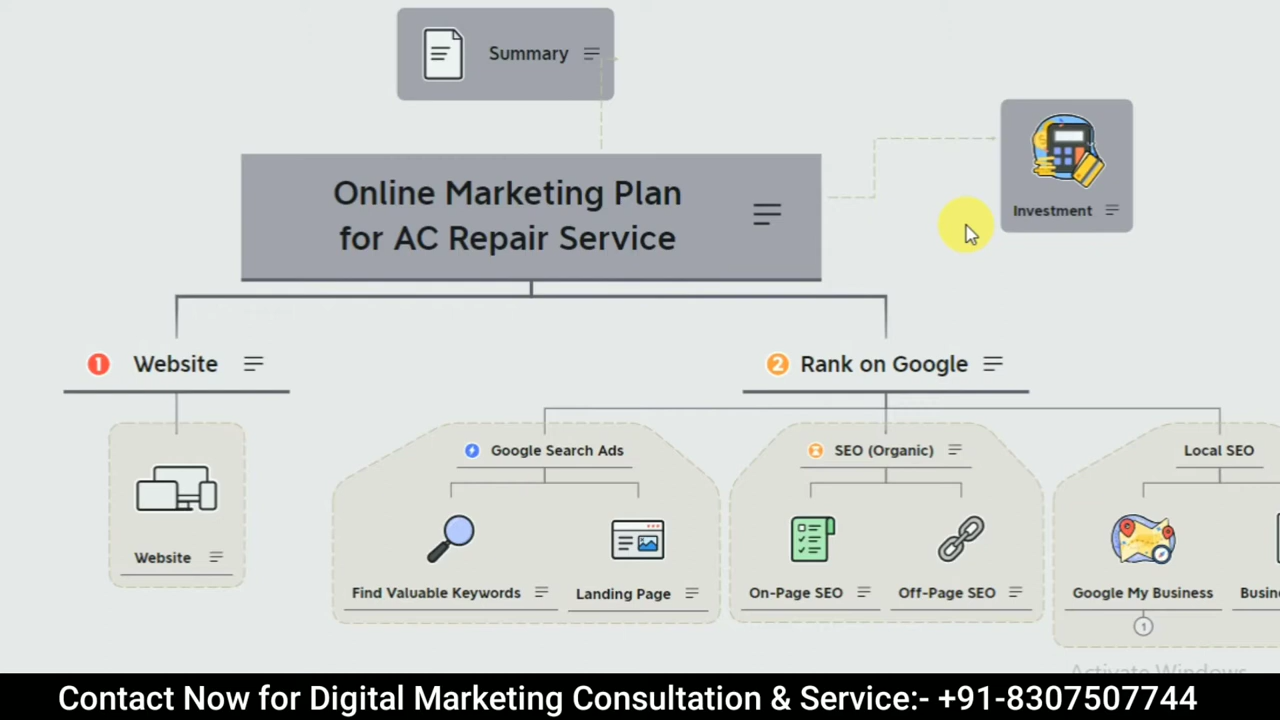 Summary
Online Marketing Plan
for AC Repair Service
Investment
1 Website
2 Rank on Google
Google Search Ads
SEO (Organic)
Local SEO
Website
Find Valuable Keywords
Landing Page
On-Page SEO
Off-Page SEO
Google My Business
1
Activate Windows
Contact Now for Digital Marketing Consultation & Service:- +91-8307507744